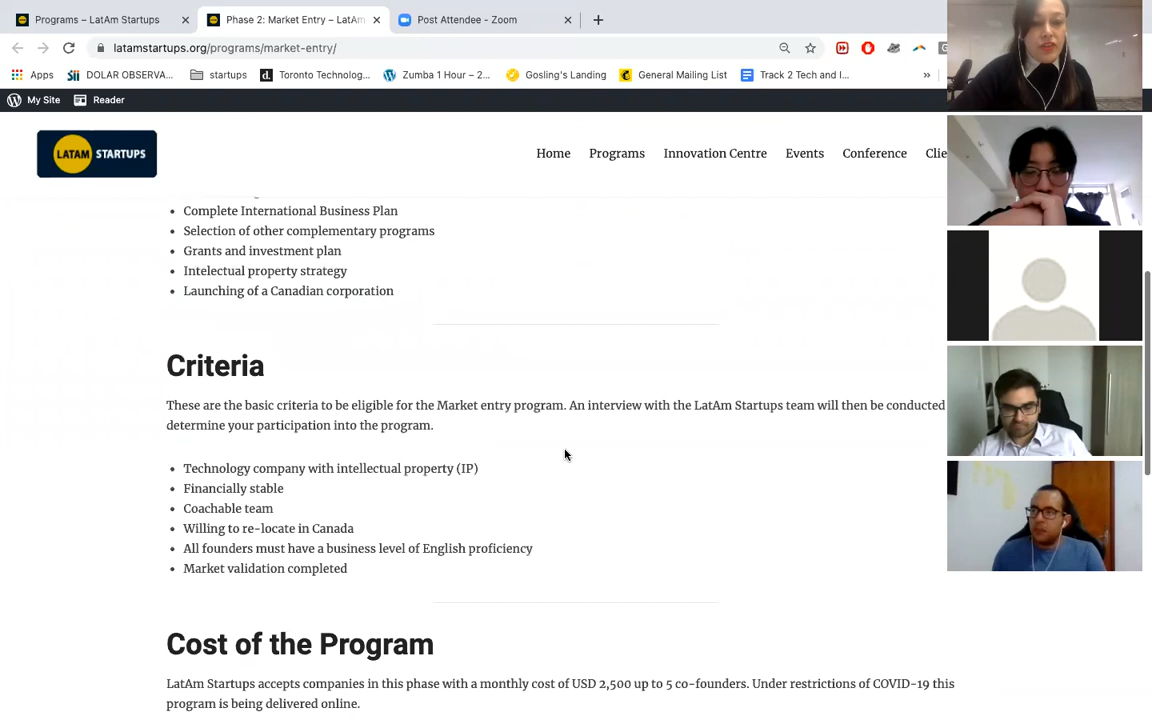 Programs – LatAm Startups
Phase 2: Market Entry – LatAm
Post Attendee - Zoom
latamstartups.org/programs/market-entry/
Apps
DOLAR OBSERVA...
startups
Toronto Technolog...
Zumba 1 Hour – 2...
Gosling's Landing
General Mailing List
Track 2 Tech and I...
»
My Site
Reader
LATAM STARTUPS
Home
Programs
Innovation Centre
Events
Conference
Clie
• Complete International Business Plan
• Selection of other complementary programs
• Grants and investment plan
• Intelectual property strategy
• Launching of a Canadian corporation
Criteria
These are the basic criteria to be eligible for the Market entry program. An interview with the LatAm Startups team will then be conducted
determine your participation into the program.
• Technology company with intellectual property (IP)
• Financially stable
• Coachable team
• Willing to re-locate in Canada
• All founders must have a business level of English proficiency
• Market validation completed
Cost of the Program
LatAm Startups accepts companies in this phase with a monthly cost of USD 2,500 up to 5 co-founders. Under restrictions of COVID-19 this
program is being delivered online.